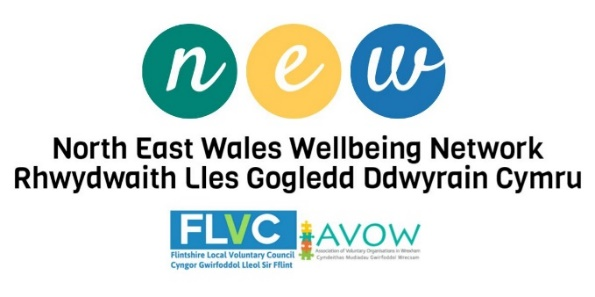 new
North East Wales Wellbeing Network
Rhwydwaith Lles Gogledd Ddwyrain Cymru
FLVC
Flintshire Local Voluntary Council
Cyngor Gwirfoddol Lleol Sir Fflint
AVOW
Association of Voluntary Organisations in Wrexham
Cymdeithas Mudiadau Gwirfoddol Wrecsam